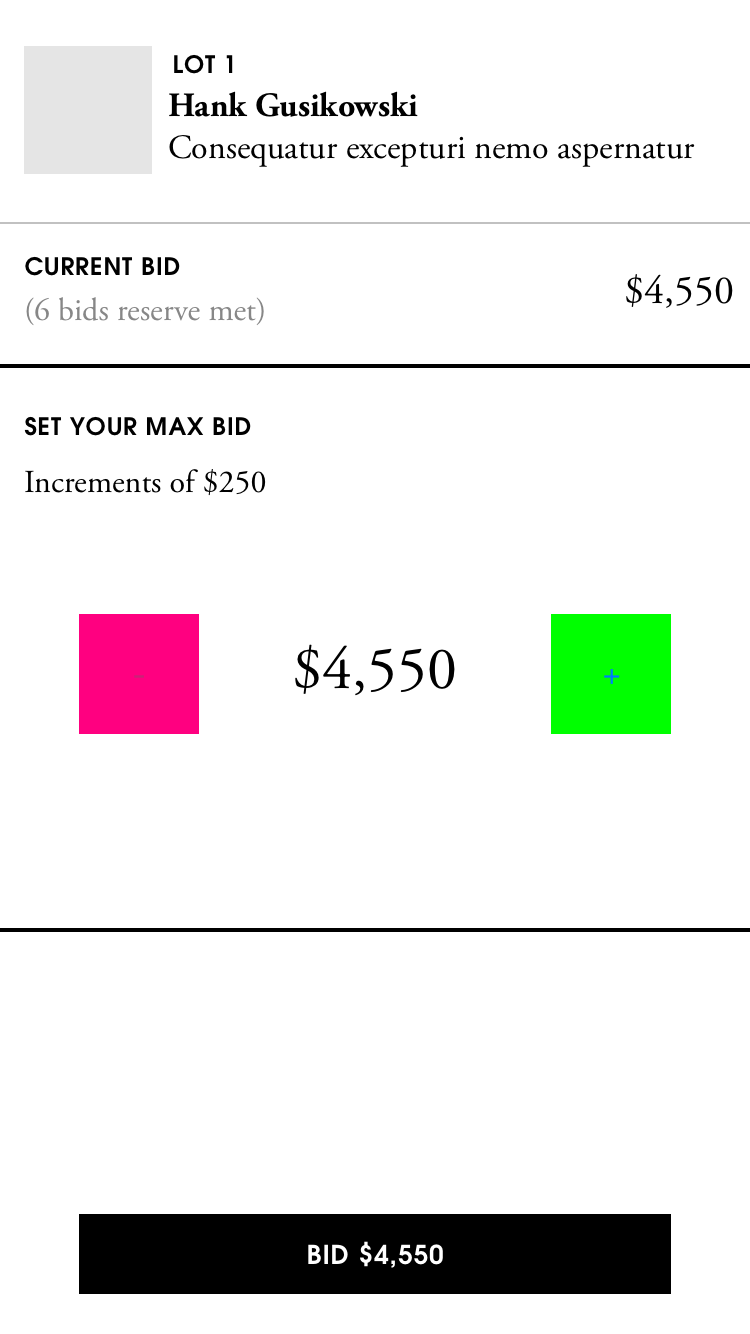 LOT 1
Hank Gusikowski
Consequatur excepturi nemo aspernatur
CURRENT BID
(6 bids reserve met)
$4,550
SET YOUR MAX BID
Increments of $250
-
$4,550
+
BID $4,550